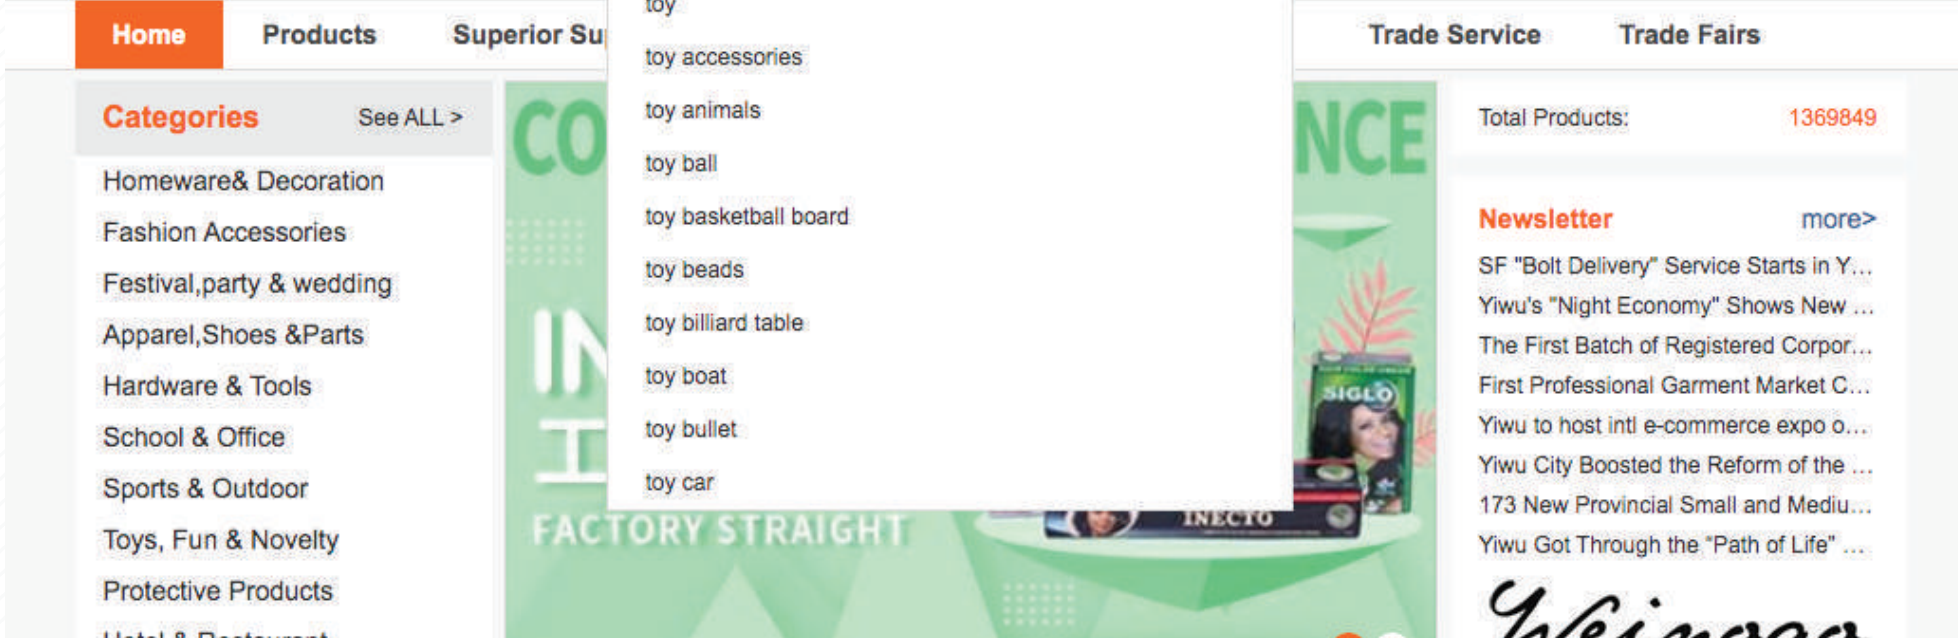 Home
Products
Superior
Trade Service
Trade Fairs
toy
toy accessories
toy animals
toy ball
toy basketball board
toy beads
toy billiard table
toy boat
toy bullet
toy car
Categories
See ALL >
Homeware& Decoration
Fashion Accessories
Festival,party & wedding
Apparel,Shoes &Parts
Hardware & Tools
School & Office
Sports & Outdoor
Toys, Fun & Novelty
Protective Products
FACTORY STRAIGHT
SIGLO
INECTO
Total Products:
1369849
Newsletter
more>
SF "Bolt Delivery" Service Starts in Y...
Yiwu's "Night Economy" Shows New ...
The First Batch of Registered Corpor...
First Professional Garment Market C...
Yiwu to host intl e-commerce expo o...
Yiwu City Boosted the Reform of the ...
173 New Provincial Small and Mediu...
Yiwu Got Through the “Path of Life” ...